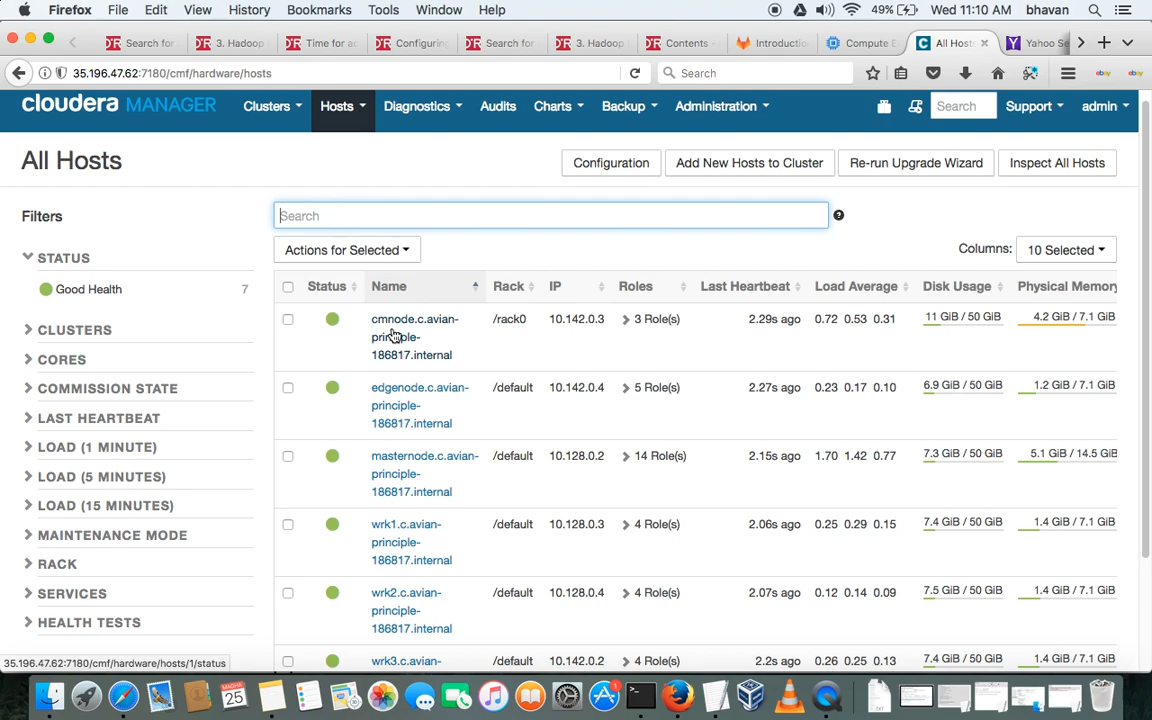 Firefox File Edit View History Bookmarks Tools Window Help 49% Wed 11:10 AM bhavan
Search for 3. Hadoop Time for ac Configurin Search for 3. Hadoop Contents - Introductio Compute E All Host Yahoo Se
35.196.47.62:7180/cmf/hardware/hosts Search ebay ebay
cloudera MANAGER Clusters Hosts Diagnostics Audits Charts Backup Administration Search Support admin
All Hosts
Configuration Add New Hosts to Cluster Re-run Upgrade Wizard Inspect All Hosts
Filters
Search
Actions for Selected Columns: 10 Selected
STATUS
Good Health 7
CLUSTERS
CORES
COMMISSION STATE
LAST HEARTBEAT
LOAD (1 MINUTE)
LOAD (5 MINUTES)
LOAD (15 MINUTES)
MAINTENANCE MODE
RACK
SERVICES
HEALTH TESTS
Status Name Rack IP Roles Last Heartbeat Load Average Disk Usage Physical Memory
cmnode.c.avian- /rack0 10.142.0.3 3 Role(s) 2.29s ago 0.72 0.53 0.31 11 GiB / 50 GiB 4.2 GiB / 7.1 GiB
principle-
186817.internal
edgenode.c.avian- /default 10.142.0.4 5 Role(s) 2.27s ago 0.23 0.17 0.10 6.9 GiB / 50 GiB 1.2 GiB / 7.1 GiB
principle-
186817.internal
masternode.c.avian- /default 10.128.0.2 14 Role(s) 2.15s ago 1.70 1.42 0.77 7.3 GiB / 50 GiB 5.1 GiB / 14.5 GiB
principle-
186817.internal
wrk1.c.avian- /default 10.128.0.3 4 Role(s) 2.06s ago 0.25 0.29 0.15 7.4 GiB / 50 GiB 1.4 GiB / 7.1 GiB
principle-
186817.internal
wrk2.c.avian- /default 10.128.0.4 4 Role(s) 2.07s ago 0.12 0.14 0.09 7.5 GiB / 50 GiB 1.4 GiB / 7.1 GiB
principle-
186817.internal
wrk3.c.avian- /default 10.142.0.2 4 Role(s) 2.2s ago 0.26 0.25 0.13 7.4 GiB / 50 GiB 1.4 GiB / 7.1 GiB
35.196.47.62:7180/cmf/hardware/hosts/1/status
25